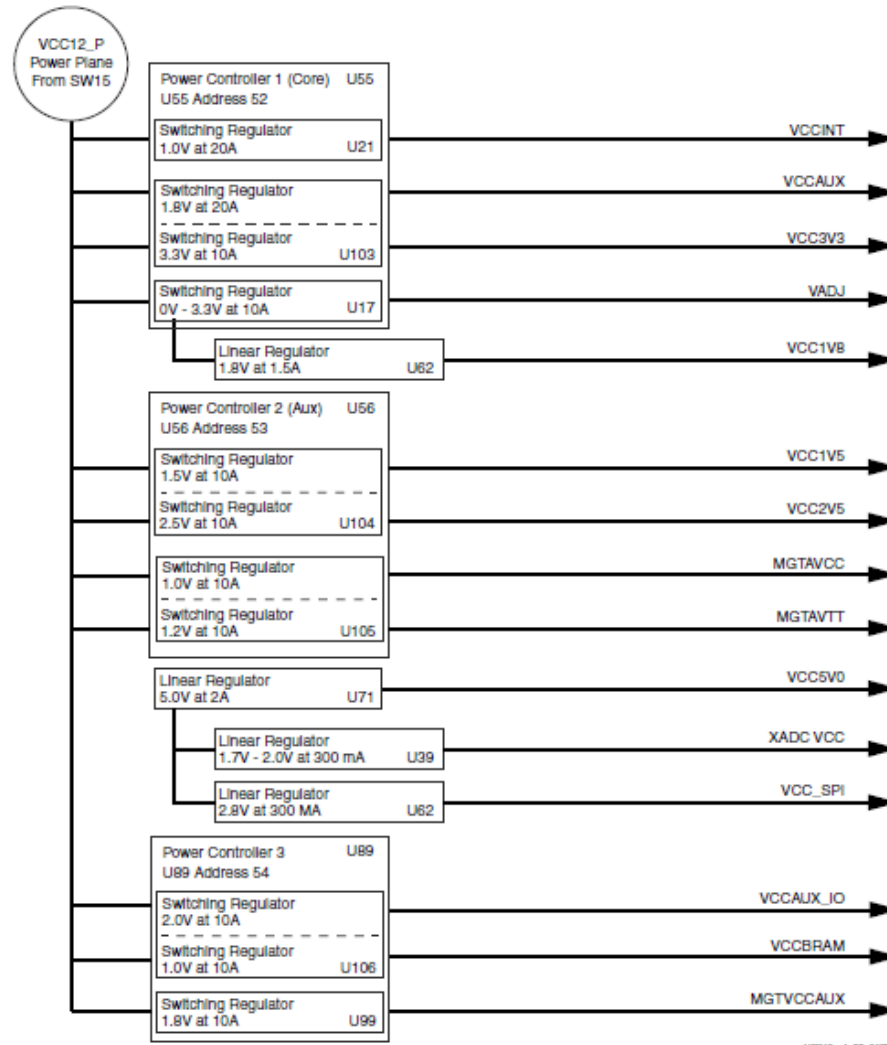 VCC12_P
Power Plane
From SW15
Power Controller 1 (Core) U55
U55 Address 52
Switching Regulator
1.0V at 20A U21
VCCINT
Switching Regulator
1.8V at 20A
VCCAUX
Switching Regulator
3.3V at 10A U103
VCC3V3
Switching Regulator
0V - 3.3V at 10A U17
VADJ
Linear Regulator
1.8V at 1.5A U62
VCC1V8
Power Controller 2 (Aux) U56
U56 Address 53
Switching Regulator
1.5V at 10A
VCC1V5
Switching Regulator
2.5V at 10A U104
VCC2V5
Switching Regulator
1.0V at 10A
MGTAVCC
Switching Regulator
1.2V at 10A U105
MGTAVTT
Linear Regulator
5.0V at 2A U71
VCC5V0
Linear Regulator
1.7V - 2.0V at 300 mA U39
XADC VCC
Linear Regulator
2.8V at 300 MA U62
VCC_SPI
Power Controller 3 U89
U89 Address 54
Switching Regulator
2.0V at 10A
VCCAUX_IO
Switching Regulator
1.0V at 10A U106
VCCBRAM
Switching Regulator
1.8V at 10A U99
MGTVCCAUX